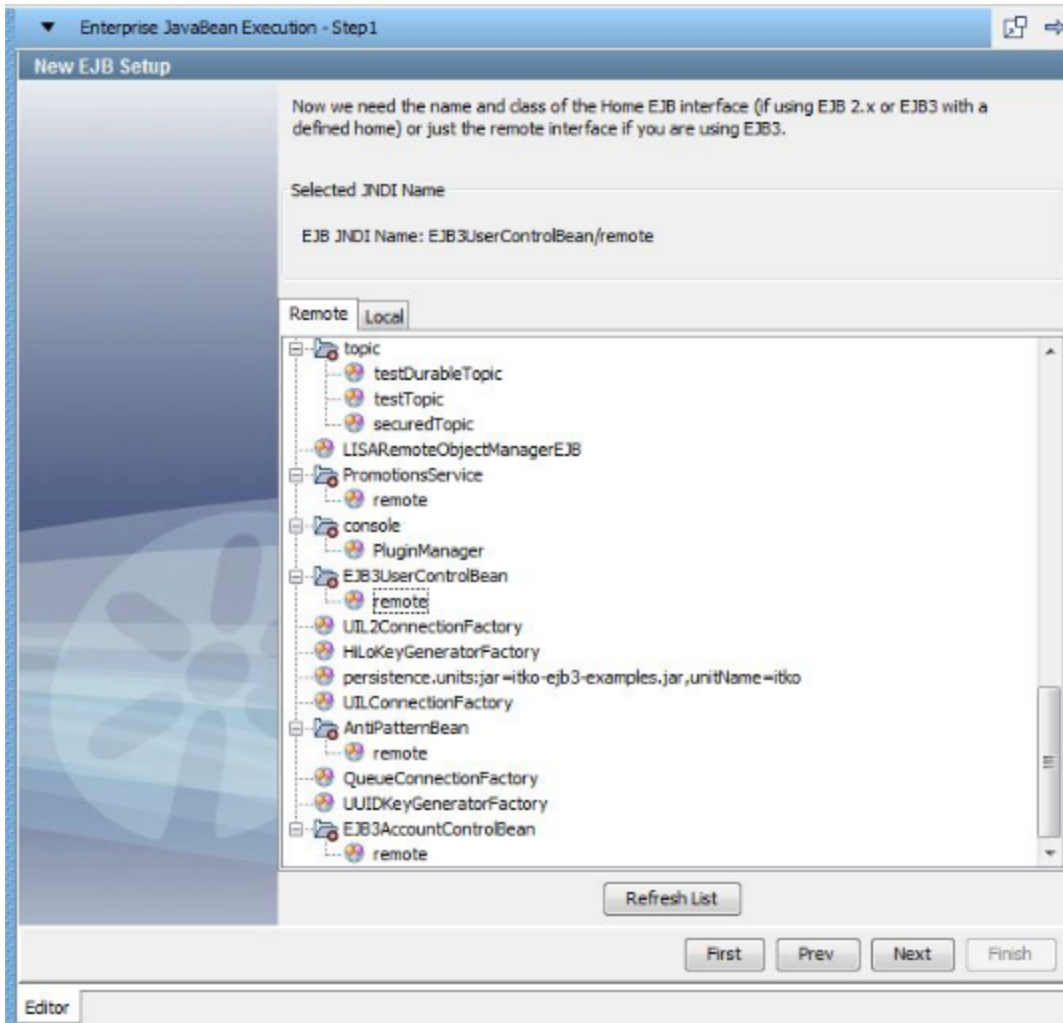 Enterprise JavaBean Execution - Step1
New EJB Setup
Now we need the name and class of the Home EJB interface (if using EJB 2.x or EJB3 with a
defined home) or just the remote interface if you are using EJB3.
Selected JNDI Name
EJB JNDI Name: EJB3UserControlBean/remote
Remote Local
topic
testDurableTopic
testTopic
securedTopic
LISARemoteObjectManagerEJB
PromotionsService
remote
console
PluginManager
EJB3UserControlBean
remote
UIL2ConnectionFactory
HiLoKeyGeneratorFactory
persistence.units:jar=itko-ejb3-examples.jar,unitName=itko
UILConnectionFactory
AntiPatternBean
remote
QueueConnectionFactory
UUIDKeyGeneratorFactory
EJB3AccountControlBean
remote
Refresh List
First Prev Next Finish
Editor